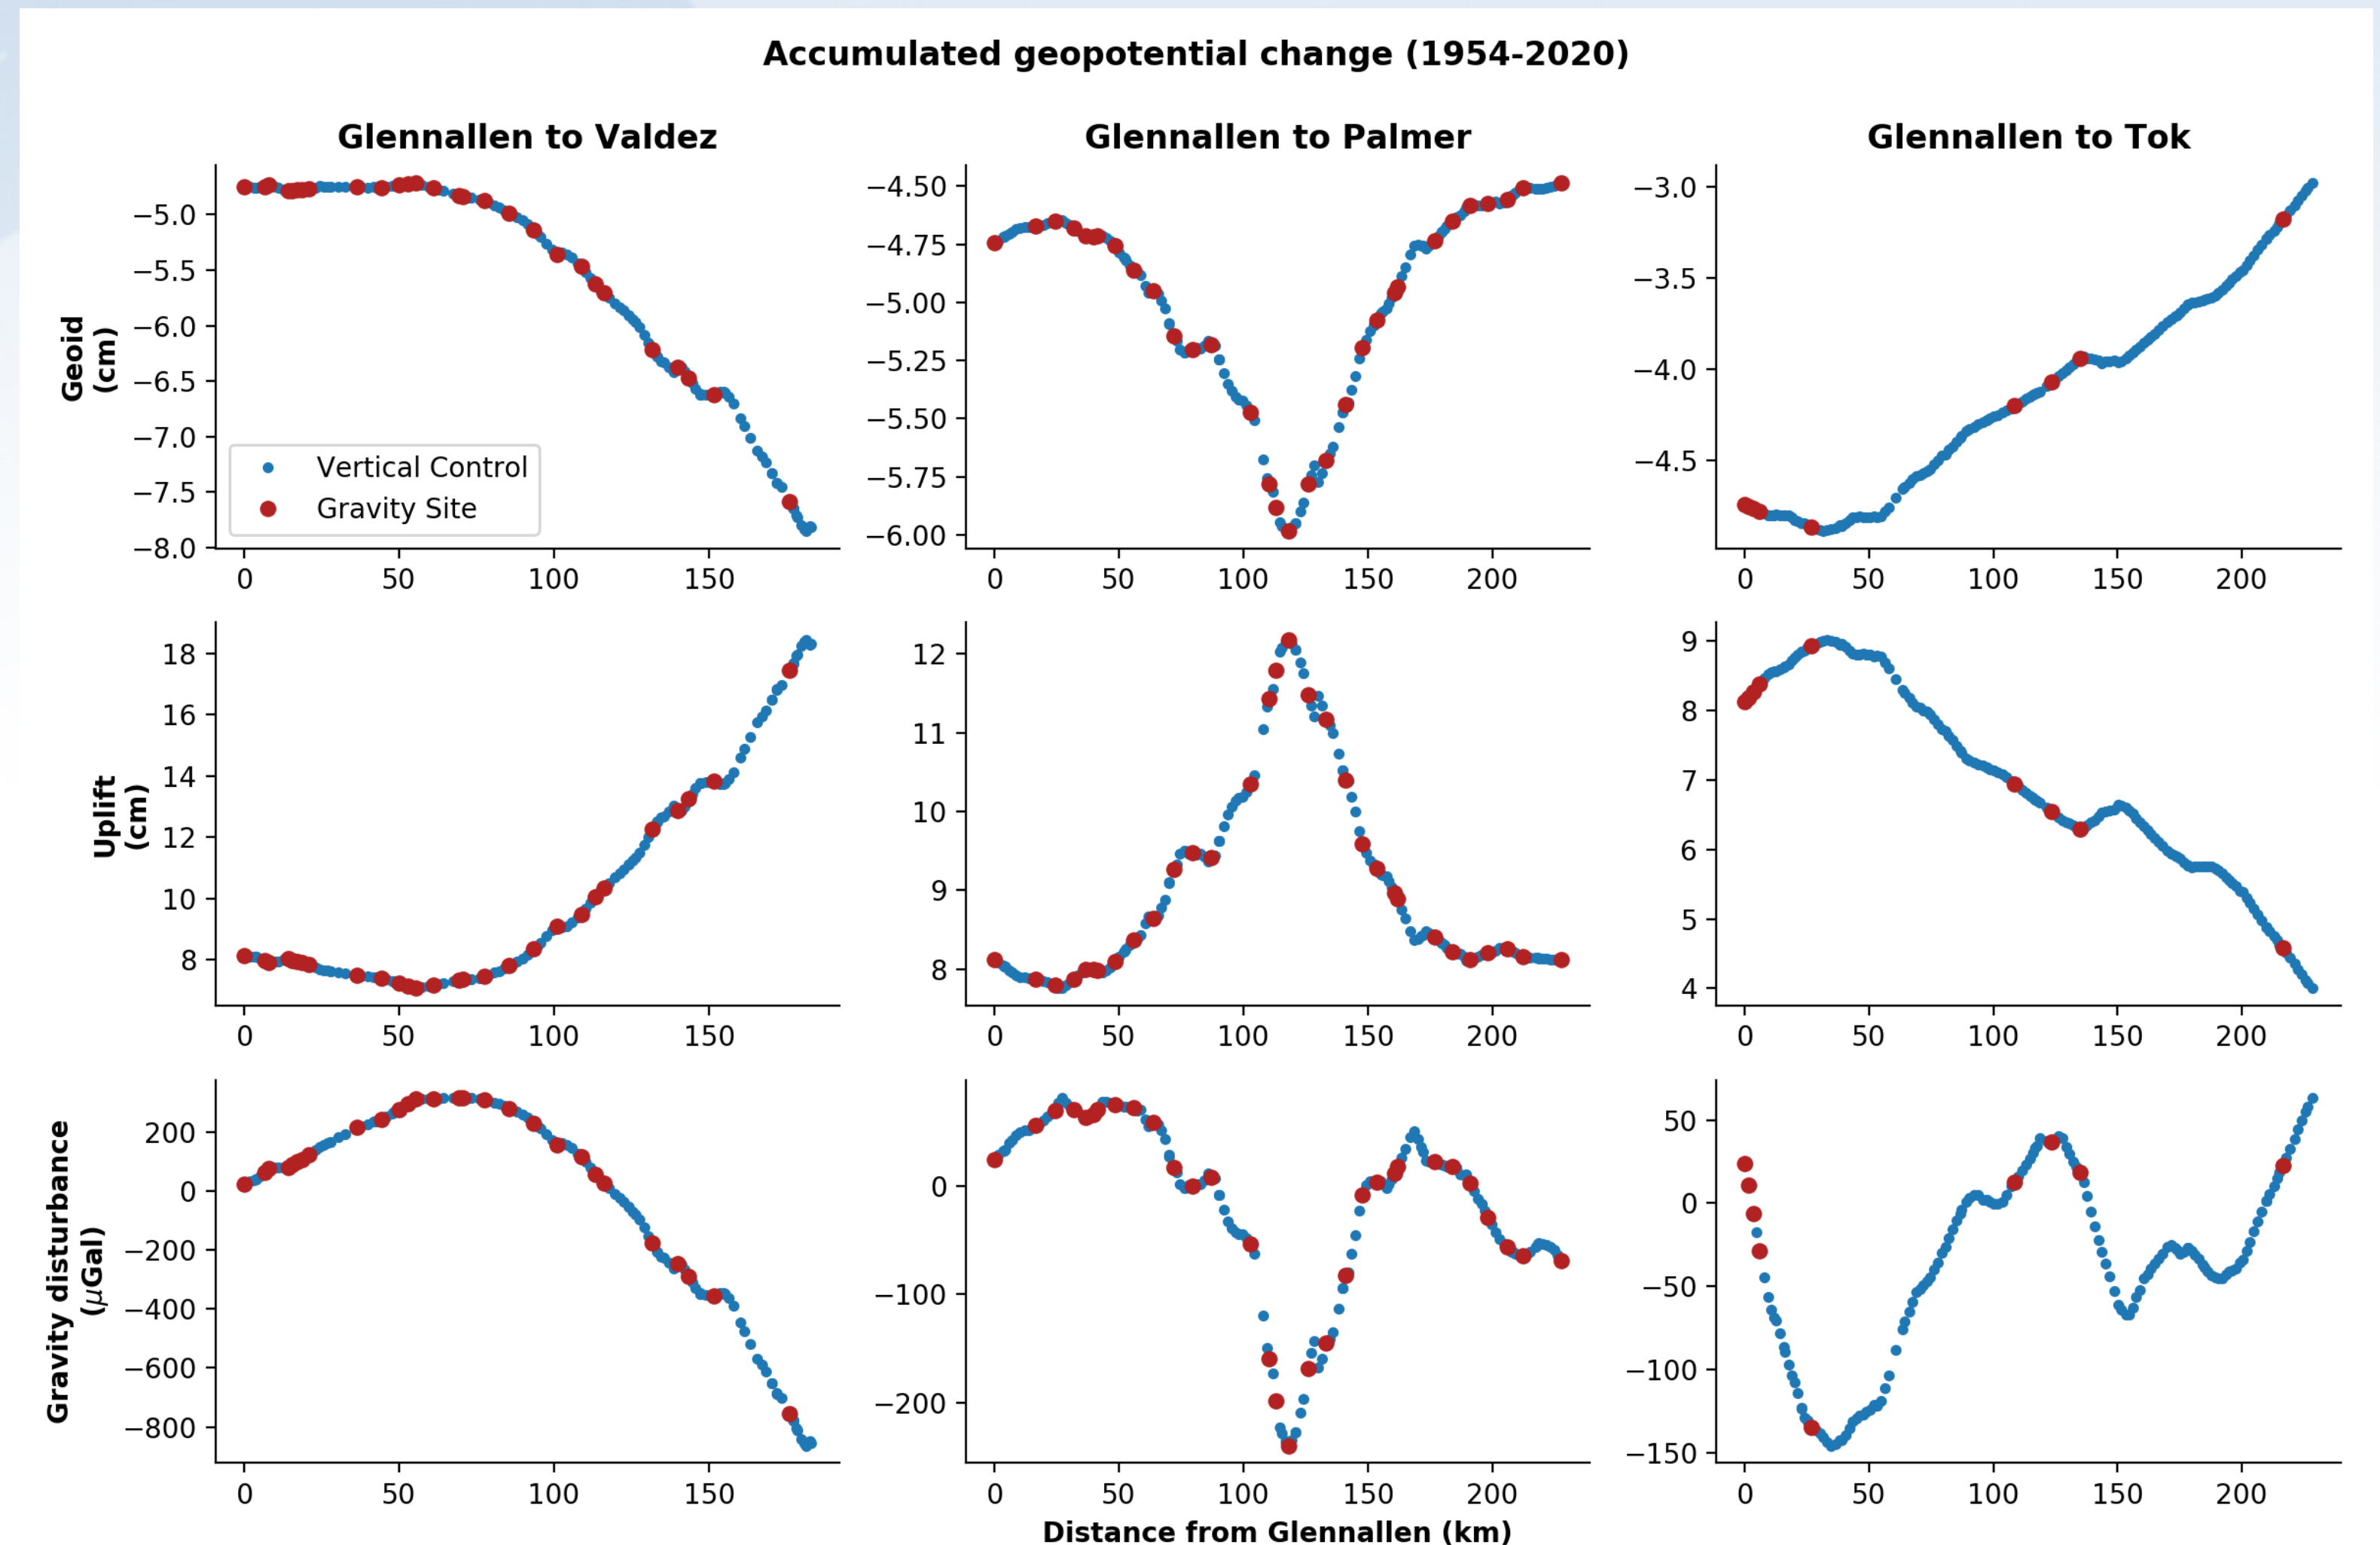 Accumulated geopotential change (1954-2020)
Glennallen to Valdez
Glennallen to Palmer
Glennallen to Tok
Geoid
(cm)
−5.0
−5.5
−6.0
−6.5
−7.0
−7.5
−8.0
Vertical Control
Gravity Site
0 50 100 150
−4.50
−4.75
−5.00
−5.25
−5.50
−5.75
−6.00
0 50 100 150 200
−3.0
−3.5
−4.0
−4.5
0 50 100 150 200
Uplift
(cm)
18
16
14
12
10
8
0 50 100 150
12
11
10
9
8
0 50 100 150 200
9
8
7
6
5
4
0 50 100 150 200
Gravity disturbance
(μGal)
200
0
−200
−400
−600
−800
0 50 100 150
0
−100
−200
0 50 100 150 200
50
0
−50
−100
−150
0 50 100 150 200
Distance from Glennallen (km)